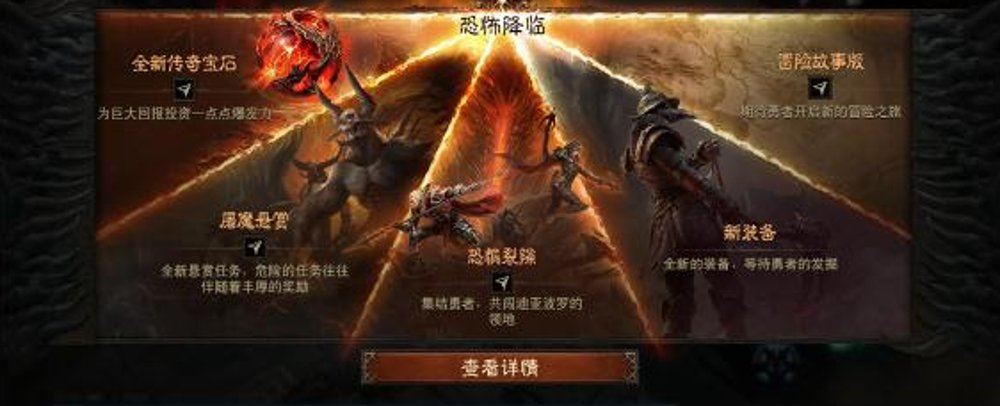 恐怖降临
全新传奇宝石
为巨大回报投资一点点爆发力
冒险故事版
期待勇者开启新的冒险之旅
屠魔悬赏
全新悬赏任务，危险的任务往往
伴随着丰厚的奖励
恐惧裂隙
集结勇者，共闯迪亚波罗的
领地
新装备
全新的装备，等待勇者的发掘
查看详情